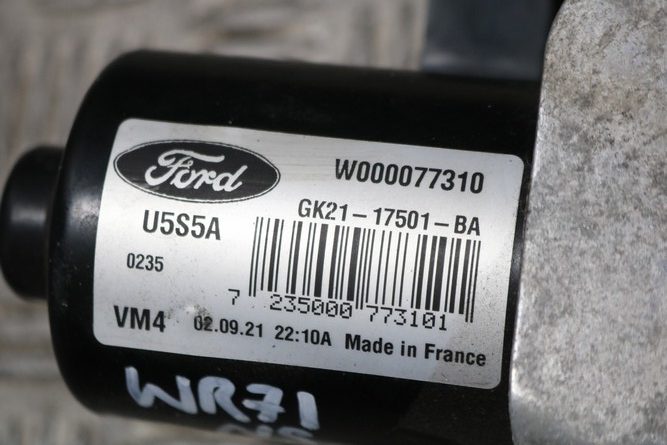 Ford
W000077310
U5S5A
GK21-17501-BA
0235
7 235000 773101
VM4 02.09.21 22:10A Made in France
WR71